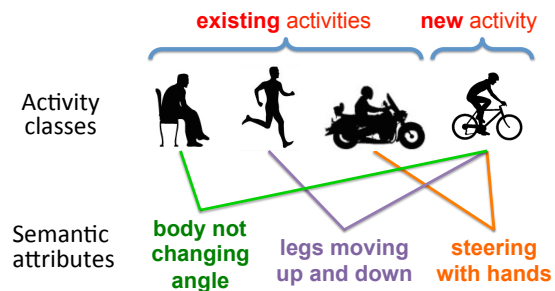 existing activities new activity
Activity
classes
Semantic
attributes
body not
changing
angle
legs moving
up and down
steering
with hands